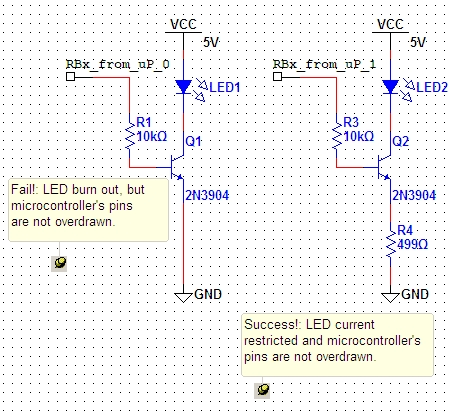 VCC
5V
RBx_from_uP_0
LED1
R1
10kΩ
Q1
2N3904
GND
Fail!: LED burn out, but
microcontroller's pins
are not overdrawn.
VCC
5V
RBx_from_uP_1
LED2
R3
10kΩ
Q2
2N3904
R4
499Ω
GND
Success!: LED current
restricted and microcontroller's
pins are not overdrawn.